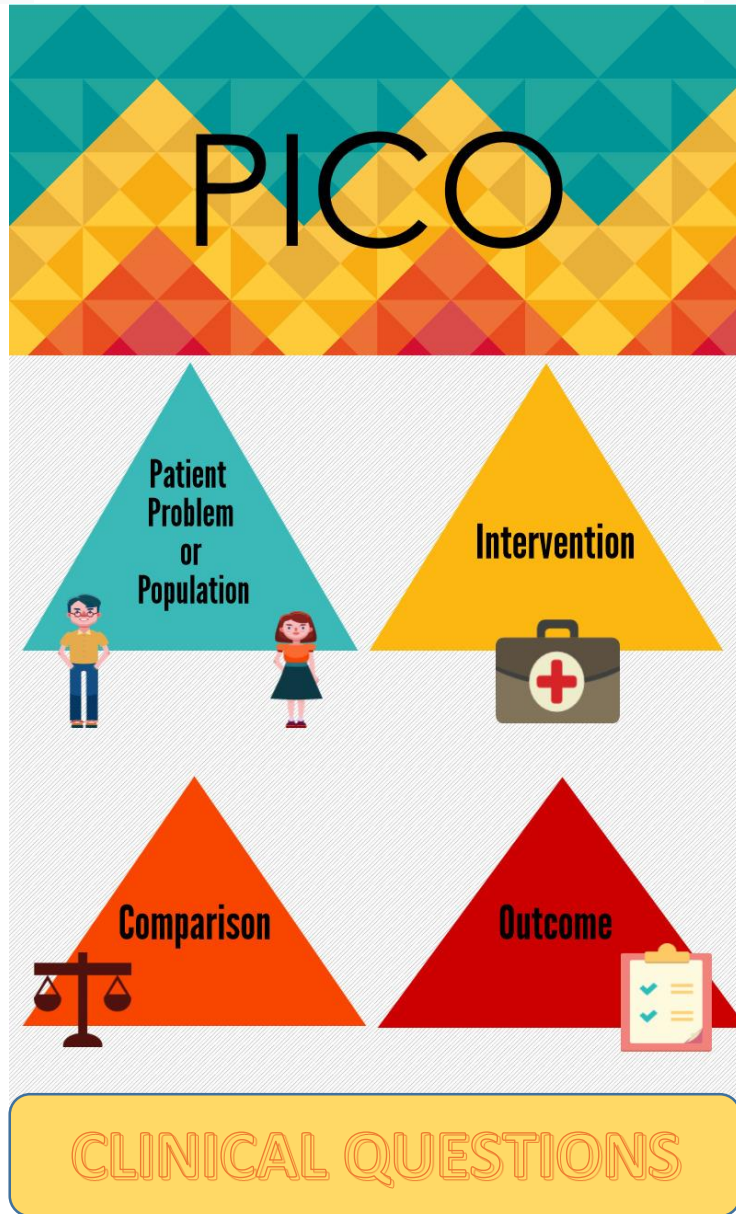 PICO
Patient
Problem
or
Population
Intervention
Comparison
Outcome
CLINICAL QUESTIONS